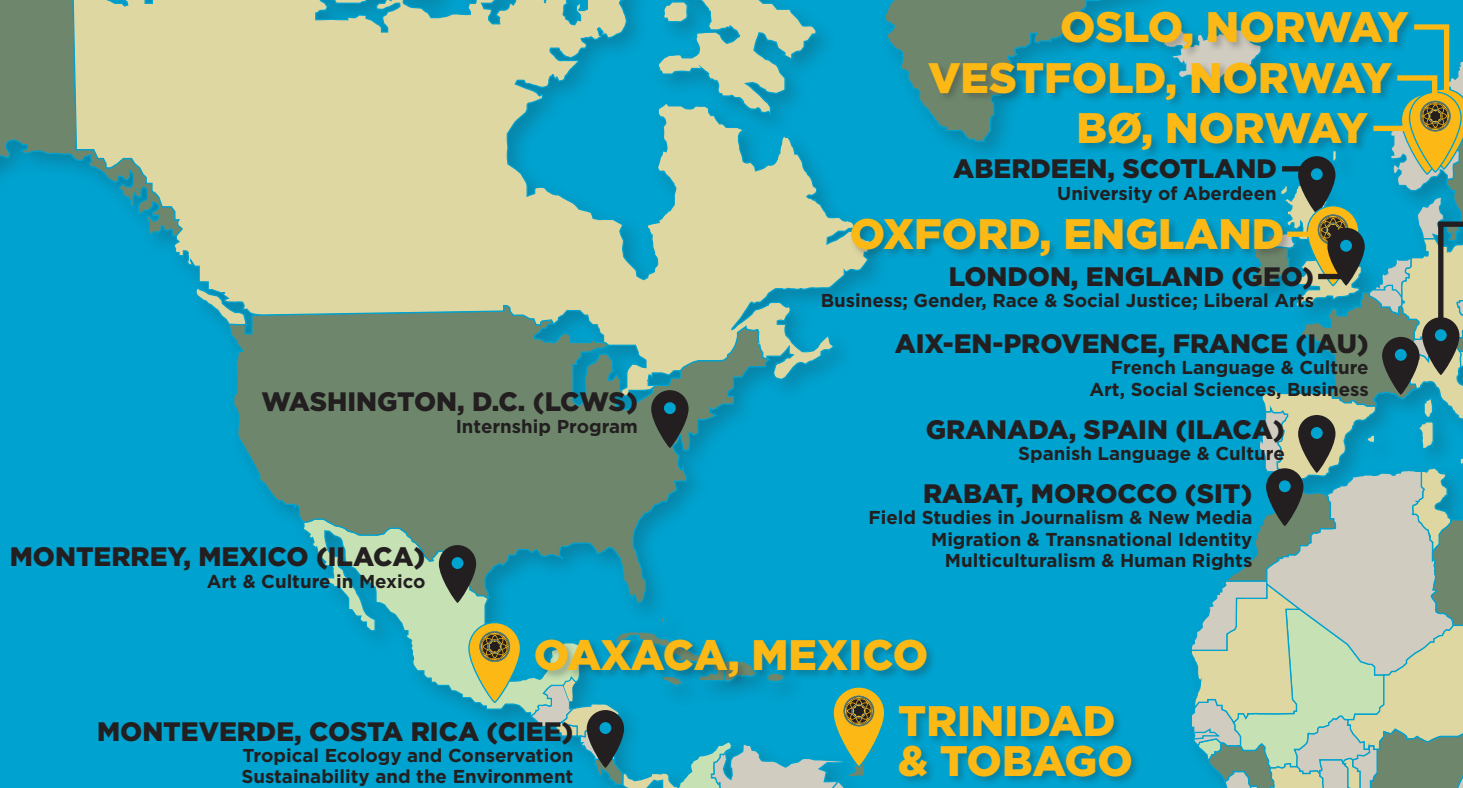 OSLO, NORWAY
VESTFOLD, NORWAY
BØ, NORWAY
ABERDEEN, SCOTLAND
University of Aberdeen
OXFORD, ENGLAND
LONDON, ENGLAND (GEO)
Business; Gender, Race & Social Justice; Liberal Arts
AIX-EN-PROVENCE, FRANCE (IAU)
French Language & Culture
Art, Social Sciences, Business
WASHINGTON, D.C. (LCWS)
Internship Program
GRANADA, SPAIN (ILACA)
Spanish Language & Culture
RABAT, MOROCCO (SIT)
Field Studies in Journalism & New Media
Migration & Transnational Identity
Multiculturalism & Human Rights
MONTERREY, MEXICO (ILACA)
Art & Culture in Mexico
OAXACA, MEXICO
TRINIDAD
& TOBAGO
MONTEVERDE, COSTA RICA (CIEE)
Tropical Ecology and Conservation
Sustainability and the Environment